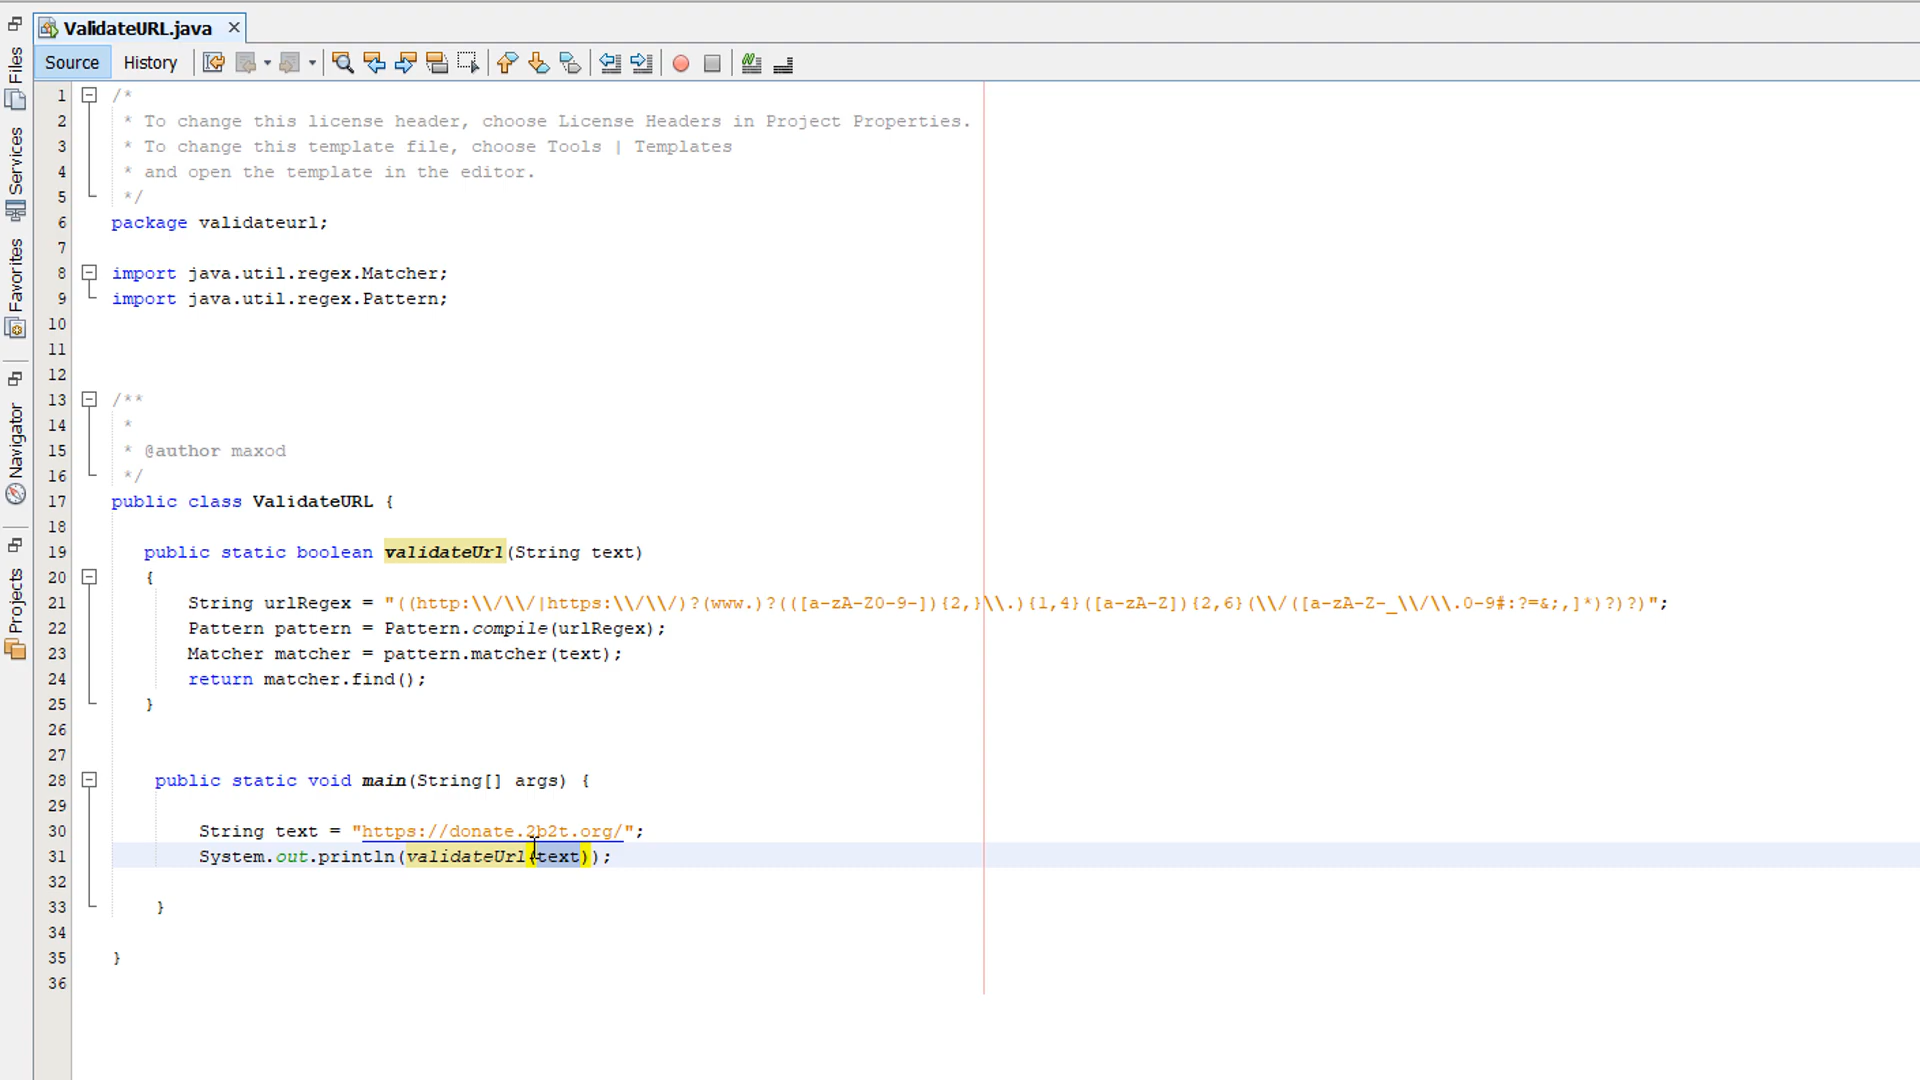 ValidateURL.java
Source History
Files
Services
Favorites
Navigator
Projects
1 /*
2 * To change this license header, choose License Headers in Project Properties.
3 * To change this template file, choose Tools | Templates
4 * and open the template in the editor.
5 */
6 package validateurl;
7
8 import java.util.regex.Matcher;
9 import java.util.regex.Pattern;
10
11
12
13 /**
14 *
15 * @author maxod
16 */
17 public class ValidateURL {
18
19 public static boolean validateUrl(String text)
20 {
21 String urlRegex = "((http:\\/\\/|https:\\/\\/)?(www.)?(([a-zA-Z0-9-]){2,}\\.){1,4}([a-zA-Z]){2,6}(\\/([a-zA-Z-_\\/\\.0-9#:?=&;,]*)?)?)";
22 Pattern pattern = Pattern.compile(urlRegex);
23 Matcher matcher = pattern.matcher(text);
24 return matcher.find();
25 }
26
27
28 public static void main(String[] args) {
29
30 String text = "https://donate.2b2t.org/";
31 System.out.println(validateUrl(text));
32
33 }
34
35 }
36